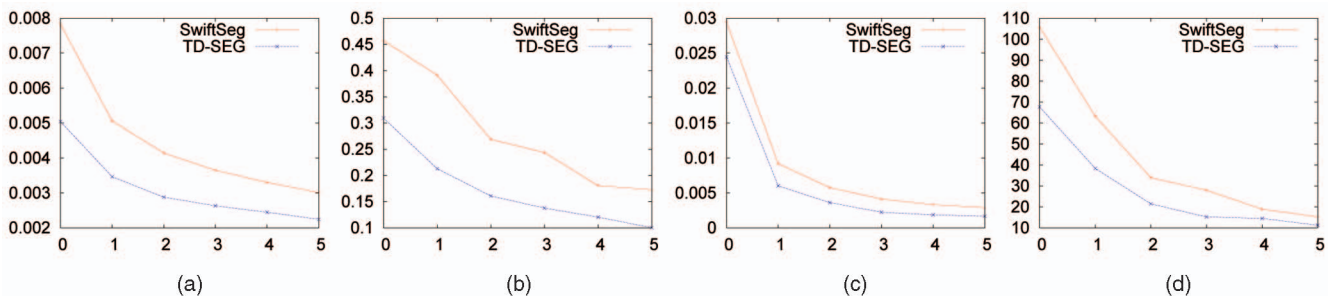 0.008
0.007
0.006
0.005
0.004
0.003
0.002
0 1 2 3 4 5
SwiftSeg
TD-SEG
(a)
0.5
0.45
0.4
0.35
0.3
0.25
0.2
0.15
0.1
0 1 2 3 4 5
SwiftSeg
TD-SEG
(b)
0.03
0.025
0.02
0.015
0.01
0.005
0
0 1 2 3 4 5
SwiftSeg
TD-SEG
(c)
110
100
90
80
70
60
50
40
30
20
10
0 1 2 3 4 5
SwiftSeg
TD-SEG
(d)